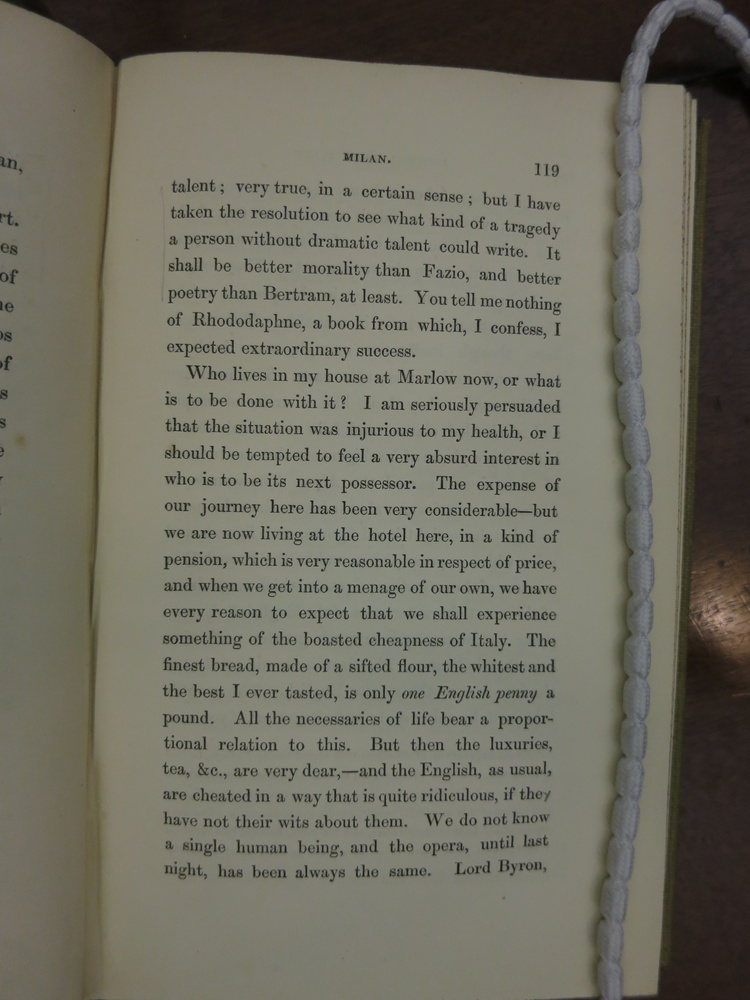 an,
rt.
es
of
ne
os
of
s
s
e
MILAN.
119
talent; very true, in a certain sense; but I have
taken the resolution to see what kind of a tragedy
a person without dramatic talent could write. It
shall be better morality than Fazio, and better
poetry than Bertram, at least. You tell me nothing
of Rhododaphne, a book from which, I confess, I
expected extraordinary success.
Who lives in my house at Marlow now, or what
is to be done with it? I am seriously persuaded
that the situation was injurious to my health, or I
should be tempted to feel a very absurd interest in
who is to be its next possessor. The expense of
our journey here has been very considerable—but
we are now living at the hotel here, in a kind of
pension, which is very reasonable in respect of price,
and when we get into a menage of our own, we have
every reason to expect that we shall experience
something of the boasted cheapness of Italy. The
finest bread, made of a sifted flour, the whitest and
the best I ever tasted, is only one English penny a
pound. All the necessaries of life bear a propor-
tional relation to this. But then the luxuries,
tea, &c., are very dear,—and the English, as usual,
are cheated in a way that is quite ridiculous, if they
have not their wits about them. We do not know
a single human being, and the opera, until last
night, has been always the same. Lord Byron,